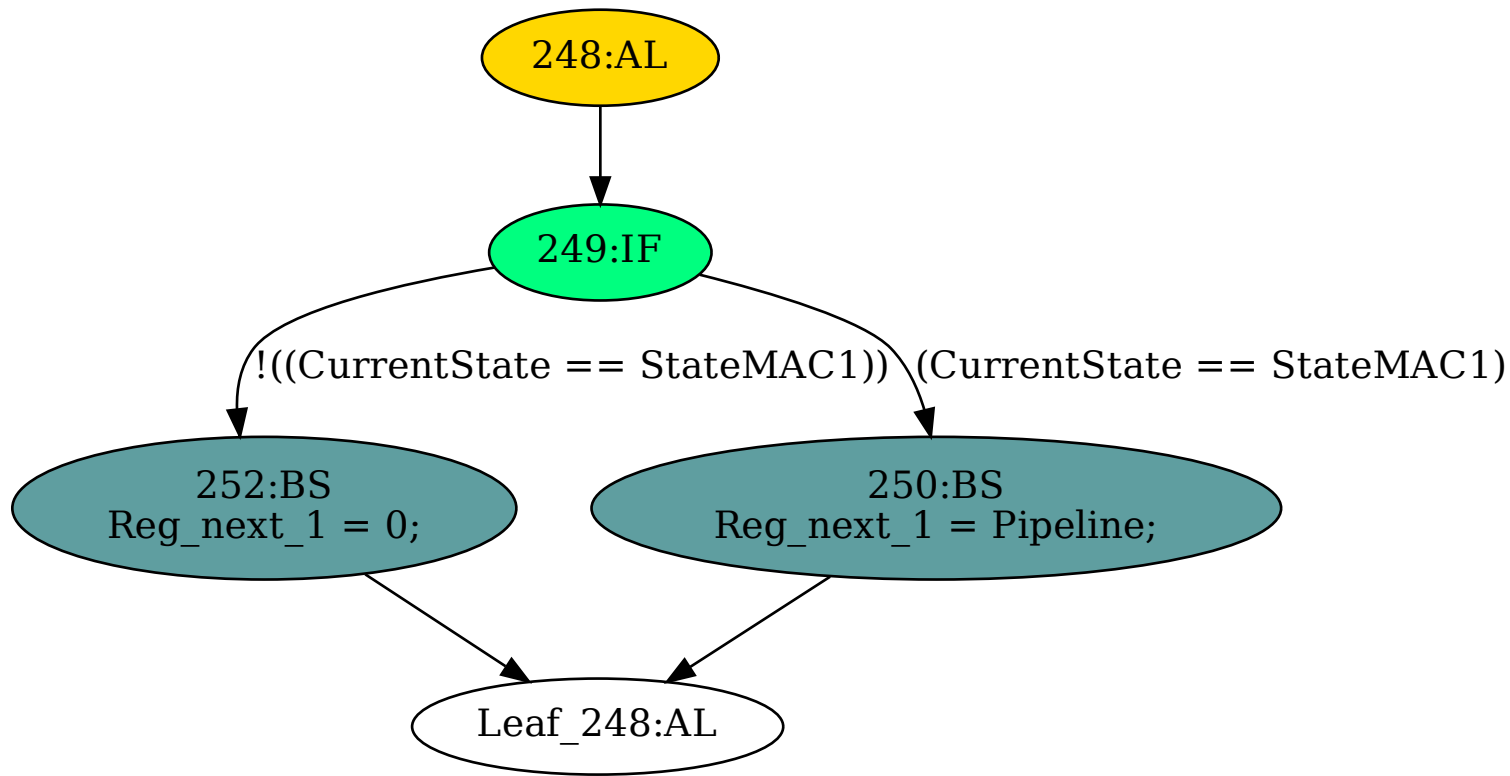 248:AL
249:IF
!((CurrentState == StateMAC1))
(CurrentState == StateMAC1)
252:BS
Reg_next_1 = 0;
250:BS
Reg_next_1 = Pipeline;
Leaf_248:AL